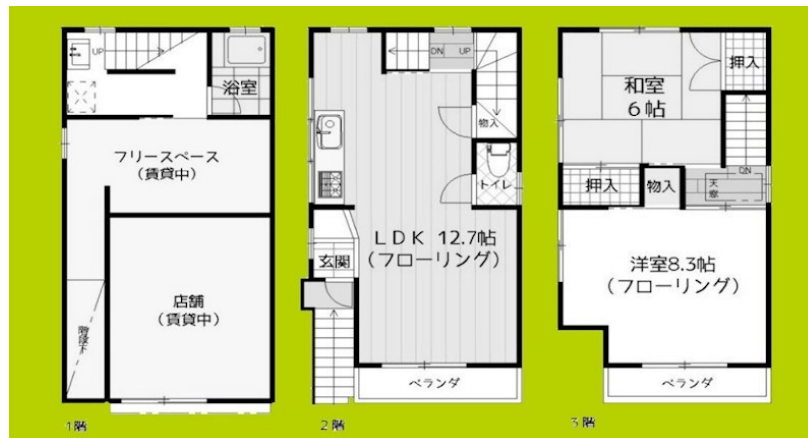 UP
浴室
フリースペース
(賃貸中)
店舗
(賃貸中)
階段下
1階
DN UP
物入
トイレ
LDK 12.7帖
(フローリング)
玄関
ベランダ
2階
和室
6帖
押入
押入
物入
DN
天窓
洋室8.3帖
(フローリング)
ベランダ
3階